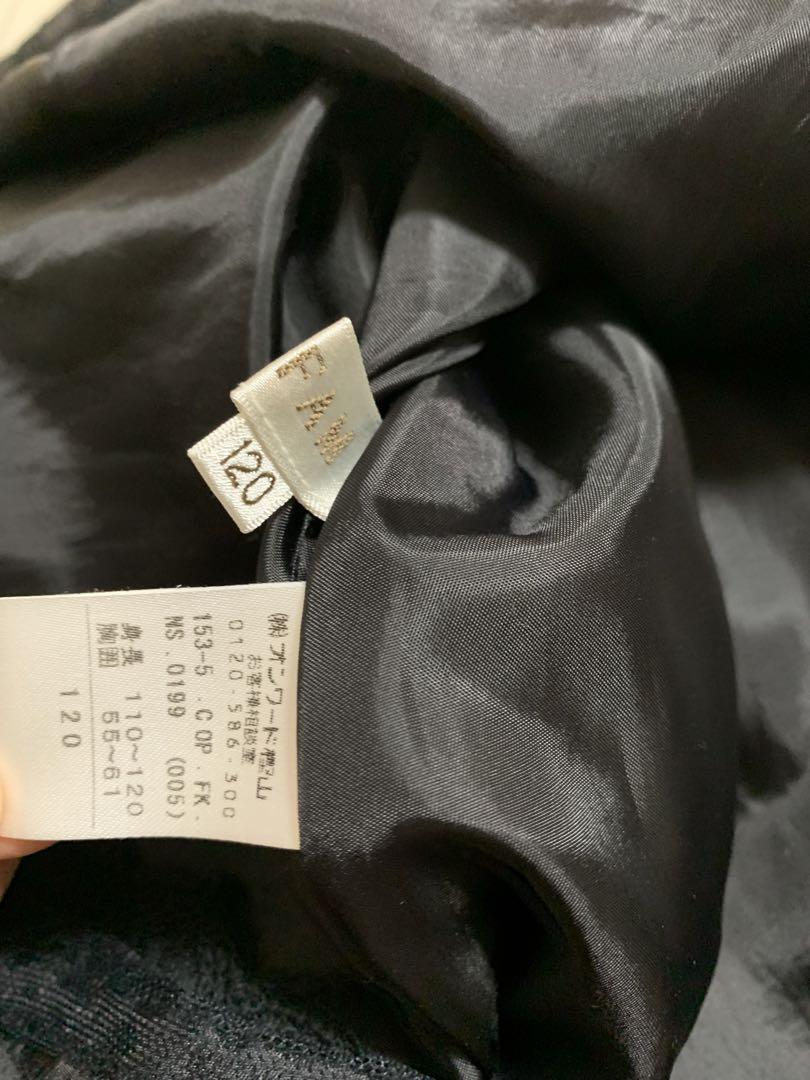 120
(株)オンワード樫山
お客様相談室
0120-586-300
153-5 .COP.FK.
NS.0199 (005)
身長 110~120
胸囲 55~61
120